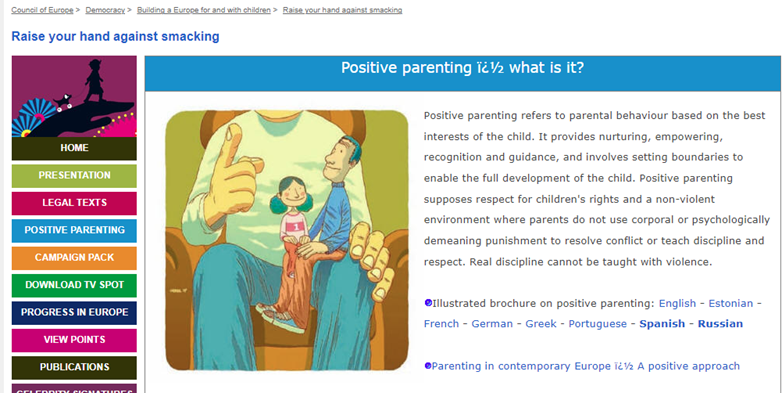 Council of Europe > Democracy > Building a Europe for and with children > Raise your hand against smacking
Raise your hand against smacking
HOME
PRESENTATION
LEGAL TEXTS
POSITIVE PARENTING
CAMPAIGN PACK
DOWNLOAD TV SPOT
PROGRESS IN EUROPE
VIEW POINTS
PUBLICATIONS
CELEBRITY SIGNATURES
Positive parenting ï¿½ what is it?
1
Positive parenting refers to parental behaviour based on the best
interests of the child. It provides nurturing, empowering,
recognition and guidance, and involves setting boundaries to
enable the full development of the child. Positive parenting
supposes respect for children's rights and a non-violent
environment where parents do not use corporal or psychologically
demeaning punishment to resolve conflict or teach discipline and
respect. Real discipline cannot be taught with violence.
Illustrated brochure on positive parenting: English - Estonian -
French - German - Greek - Portuguese - Spanish - Russian
Parenting in contemporary Europe ï¿½ A positive approach